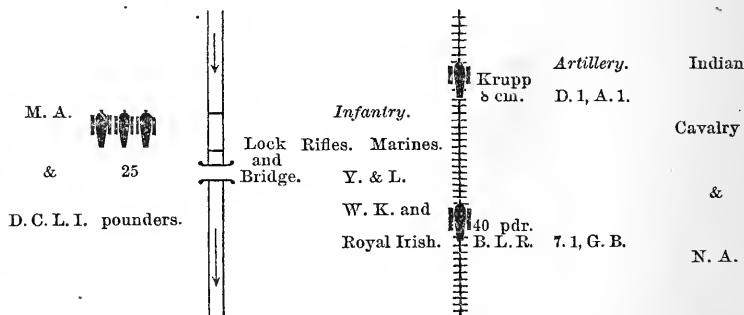 Artillery.
Indian
Krupp
8 cm. D. 1, A. 1.
M. A.
Infantry.
Cavalry
Lock
and
Bridge.
Rifles. Marines.
& 25
Y. & L.
&
W. K. and
D. C. L. I. pounders.
40 pdr.
Royal Irish. B. L. R. 7. 1, G. B.
N. A.